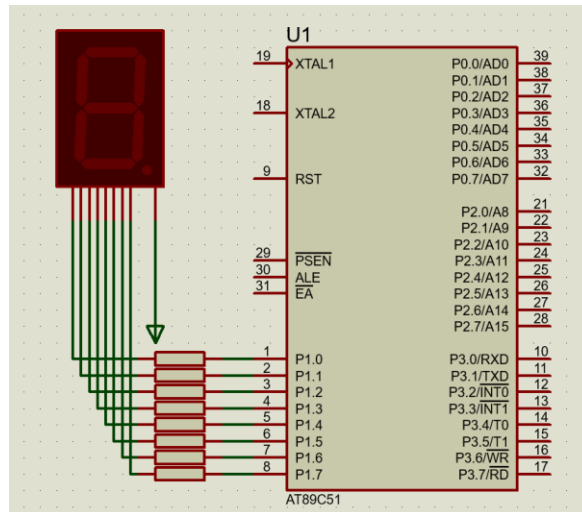 U1
19 XTAL1 P0.0/AD0 39
P0.1/AD1 38
P0.2/AD2 37
18 XTAL2 P0.3/AD3 36
P0.4/AD4 35
P0.5/AD5 34
P0.6/AD6 33
9 RST P0.7/AD7 32
P2.0/A8 21
P2.1/A9 22
P2.2/A10 23
29 PSEN P2.3/A11 24
30 ALE P2.4/A12 25
31 EA P2.5/A13 26
P2.6/A14 27
P2.7/A15 28
1 P1.0 P3.0/RXD 10
2 P1.1 P3.1/TXD 11
3 P1.2 P3.2/INT0 12
4 P1.3 P3.3/INT1 13
5 P1.4 P3.4/T0 14
6 P1.5 P3.5/T1 15
7 P1.6 P3.6/WR 16
8 P1.7 P3.7/RD 17
AT89C51